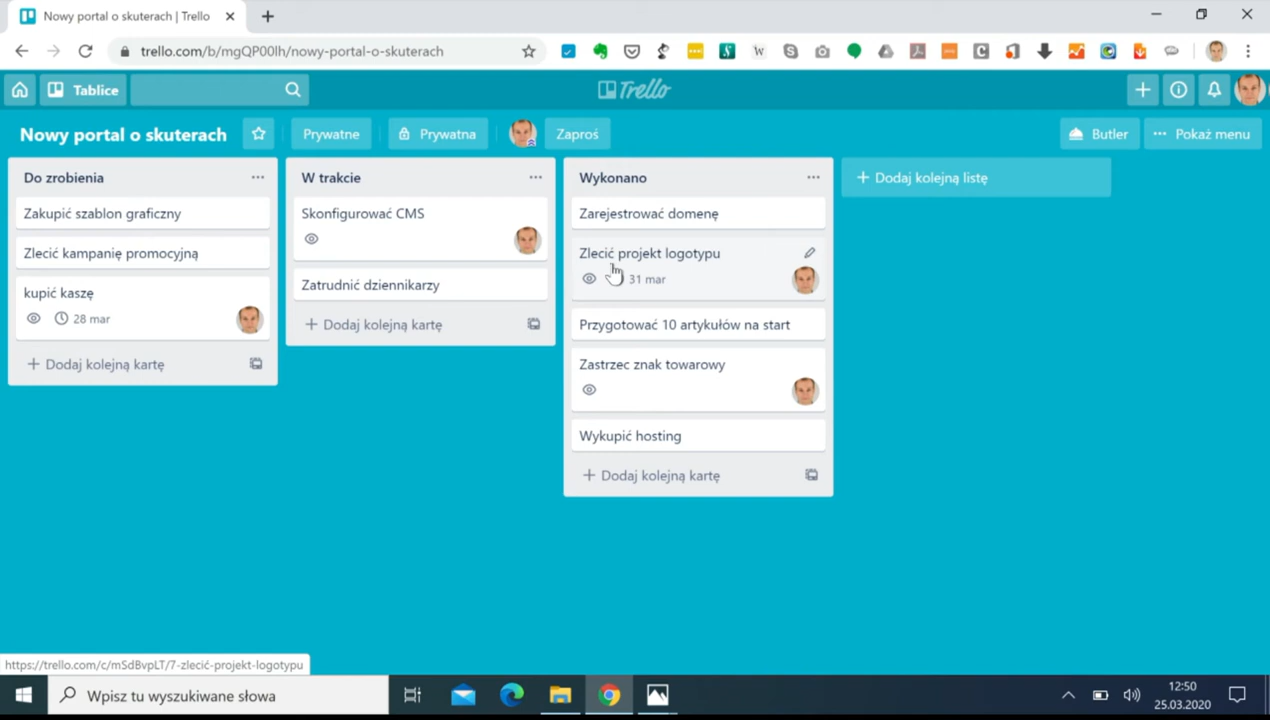 Nowy portal o skuterach | Trello
trello.com/b/mgQP00lh/nowy-portal-o-skuterach
Tablice
Trello
Nowy portal o skuterach
Prywatne
Prywatna
Zaproś
Butler
Pokaż menu
Do zrobienia
Zakupić szablon graficzny
Zlecić kampanię promocyjną
kupić kaszę
28 mar
Dodaj kolejną kartę
W trakcie
Skonfigurować CMS
Zatrudnić dziennikarzy
Dodaj kolejną kartę
Wykonano
Zarejestrować domenę
Zlecić projekt logotypu
31 mar
Przygotować 10 artykułów na start
Zastrzec znak towarowy
Wykupić hosting
Dodaj kolejną kartę
Dodaj kolejną listę
https://trello.com/c/mSdBvpLT/7-zlecić-projekt-logotypu
Wpisz tu wyszukiwane słowa
12:50
25.03.2020